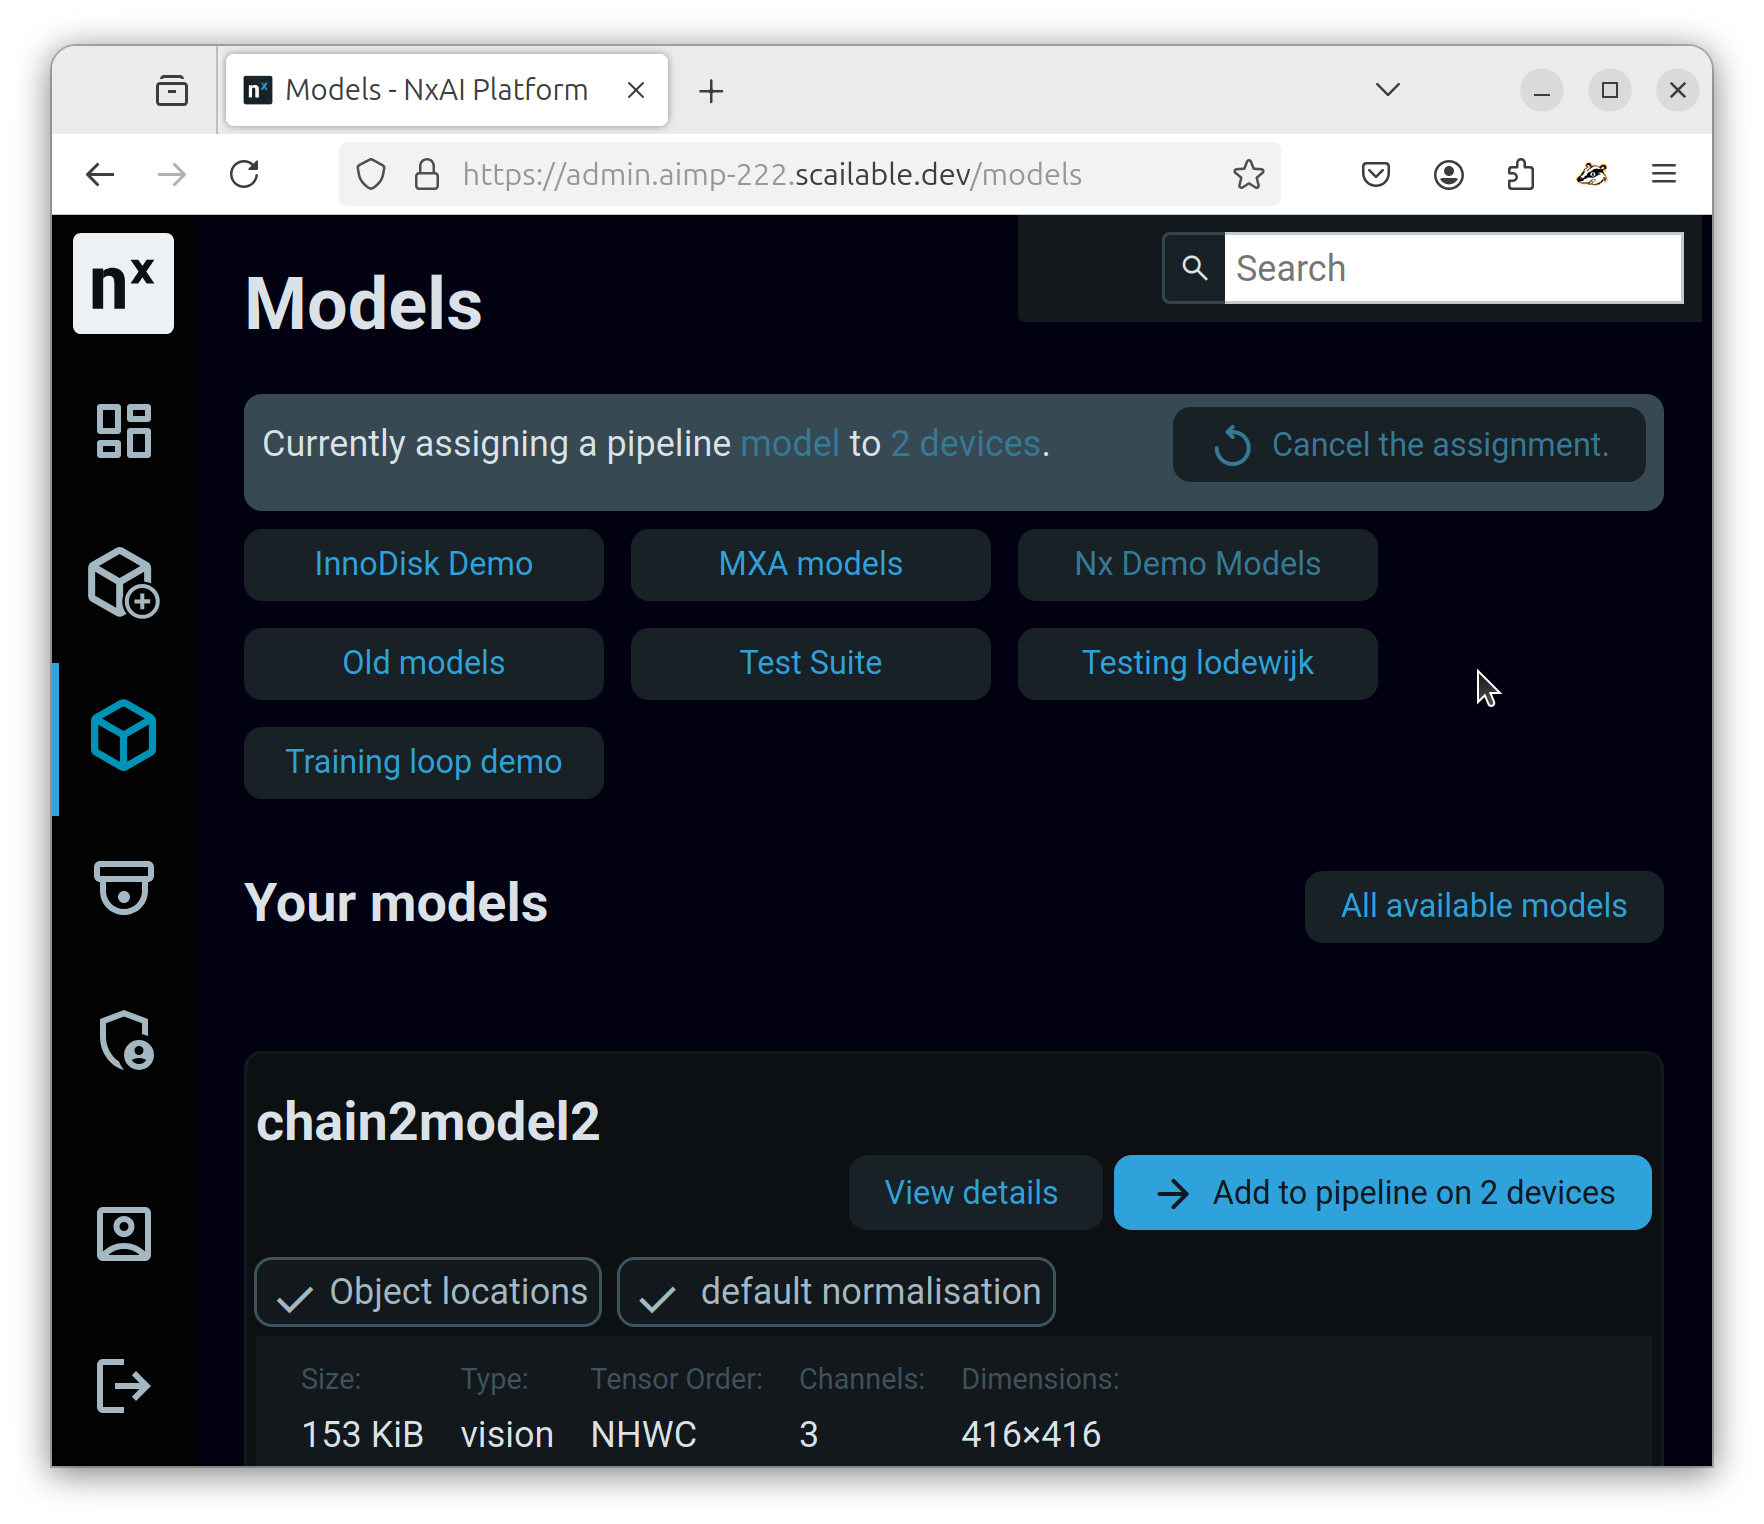 nx Models - NxAI Platform
https://admin.aimp-222.scailable.dev/models
nx
Search
Models
Currently assigning a pipeline model to 2 devices.
Cancel the assignment.
InnoDisk Demo
MXA models
Nx Demo Models
Old models
Test Suite
Testing lodewijk
Training loop demo
Your models
All available models
chain2model2
View details
Add to pipeline on 2 devices
Object locations
default normalisation
Size: Type: Tensor Order: Channels: Dimensions:
153 KiB vision NHWC 3 416×416